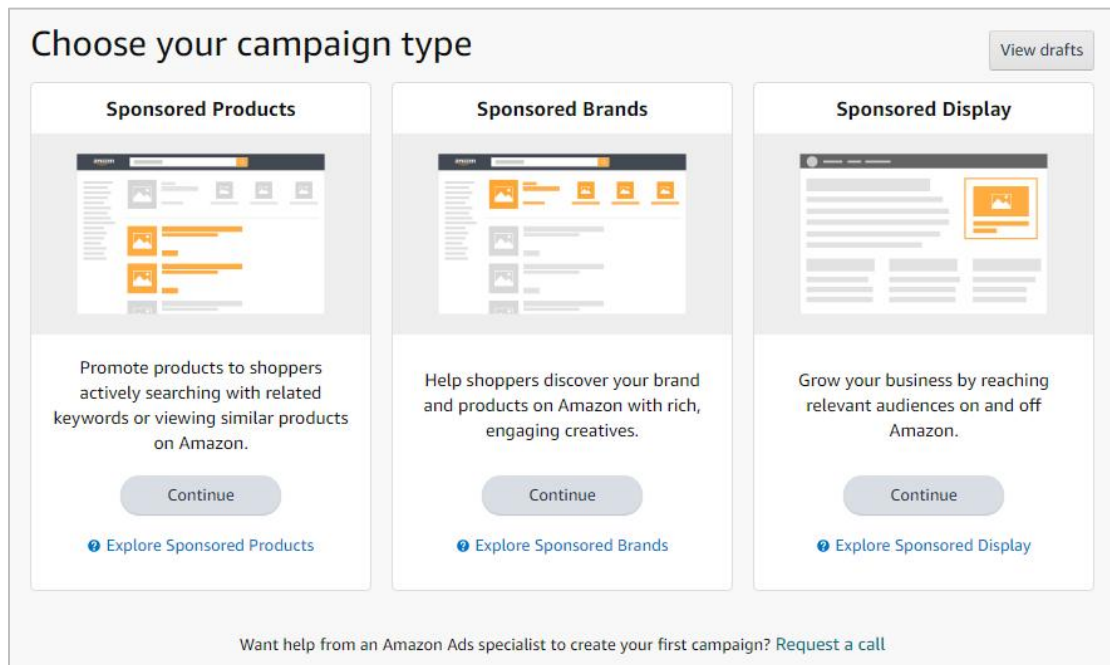 Choose your campaign type
View drafts
Sponsored Products
amazon
Promote products to shoppers
actively searching with related
keywords or viewing similar products
on Amazon.
Continue
Explore Sponsored Products
Sponsored Brands
amazon
Help shoppers discover your brand
and products on Amazon with rich,
engaging creatives.
Continue
Explore Sponsored Brands
Sponsored Display
Grow your business by reaching
relevant audiences on and off
Amazon.
Continue
Explore Sponsored Display
Want help from an Amazon Ads specialist to create your first campaign? Request a call